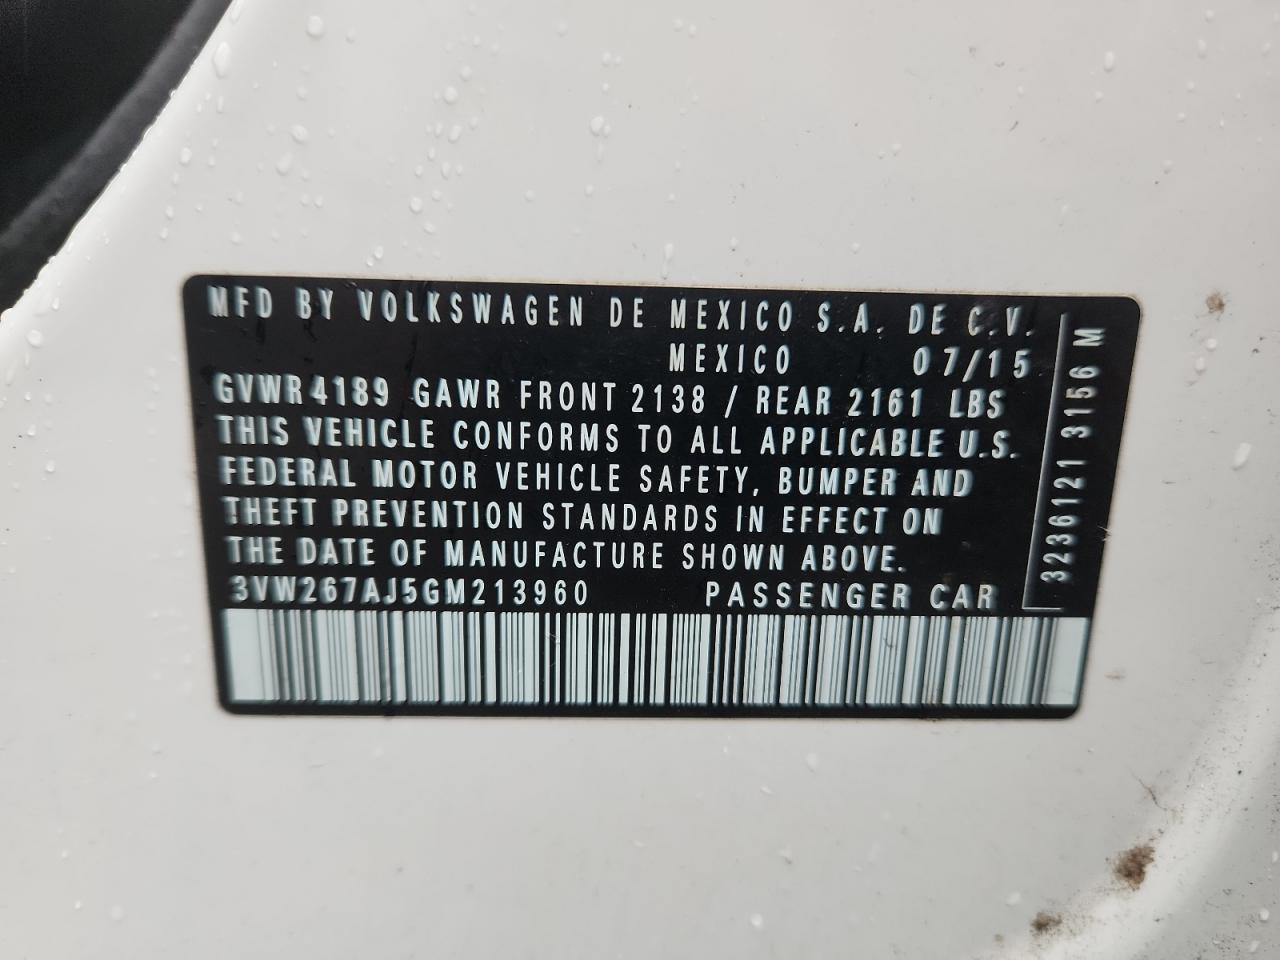 MFD BY VOLKSWAGEN DE MEXICO S.A. DE C.V.
MEXICO 07/15
GVWR 4189 GAWR FRONT 2138 / REAR 2161 LBS
THIS VEHICLE CONFORMS TO ALL APPLICABLE U.S.
FEDERAL MOTOR VEHICLE SAFETY, BUMPER AND
THEFT PREVENTION STANDARDS IN EFFECT ON
THE DATE OF MANUFACTURE SHOWN ABOVE.
3VW267AJ5GM213960 PASSENGER CAR
3236121 3156 M